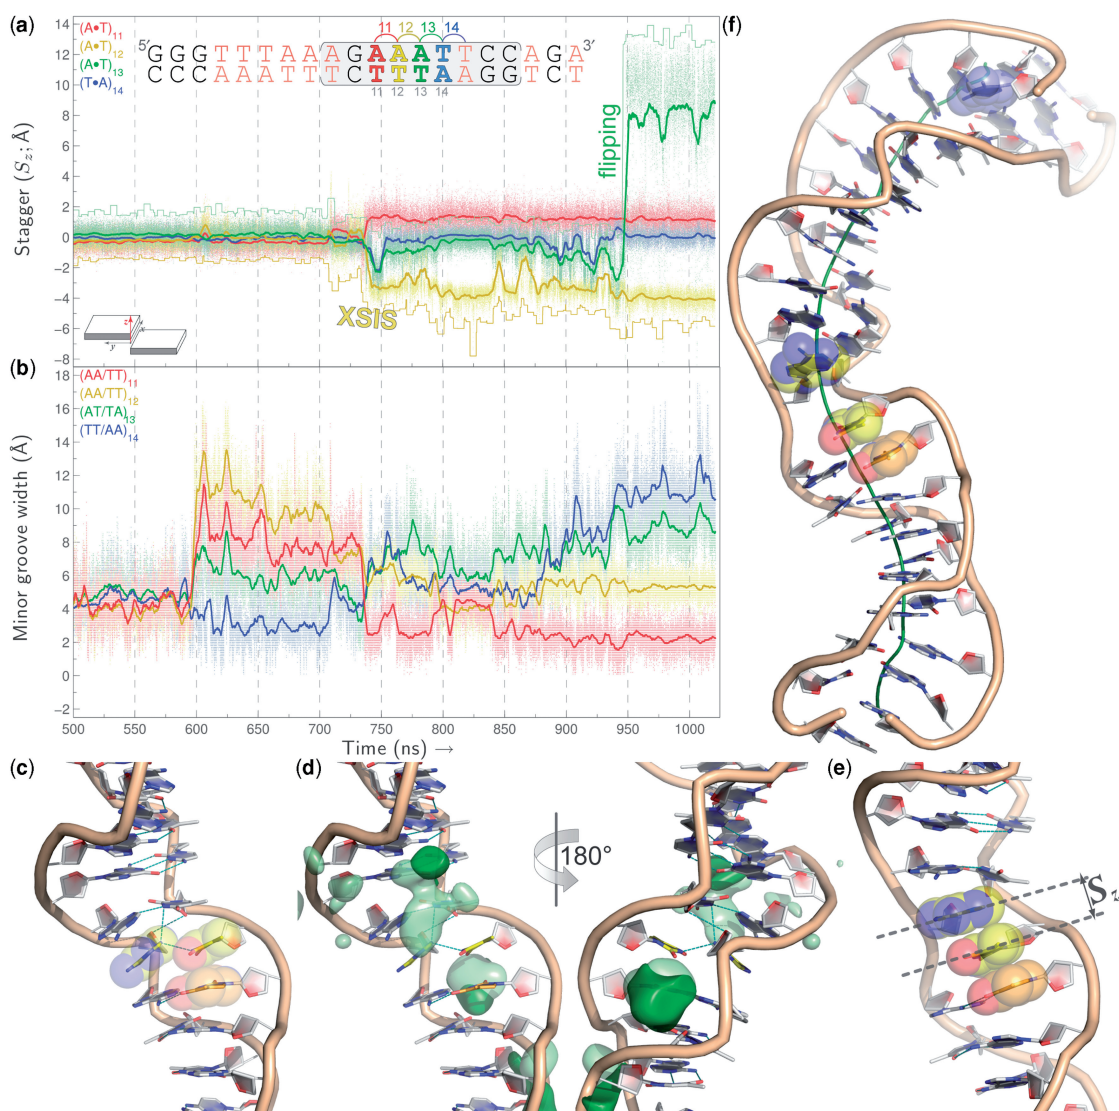 (a)
(A•T)11
(A•T)12
(A•T)13
(T•A)14
11 12 13 14
5′GGGTTTAAAGAAATTCCAGA3′
CCCAAATTTCTTTAAGGTCT
11 12 13 14
Stagger (Sz; Å)
14
12
10
8
6
4
2
0
−2
−4
−6
−8
flipping
XSIS
z
x
y
(b)
(AA/TT)11
(AA/TT)12
(AT/TA)13
(TT/AA)14
Minor groove width (Å)
18
16
14
12
10
8
6
4
2
0
−2
500 550 600 650 700 750 800 850 900 950 1000
Time (ns) →
(f)
(c)
(d)
180°
(e)
Sz